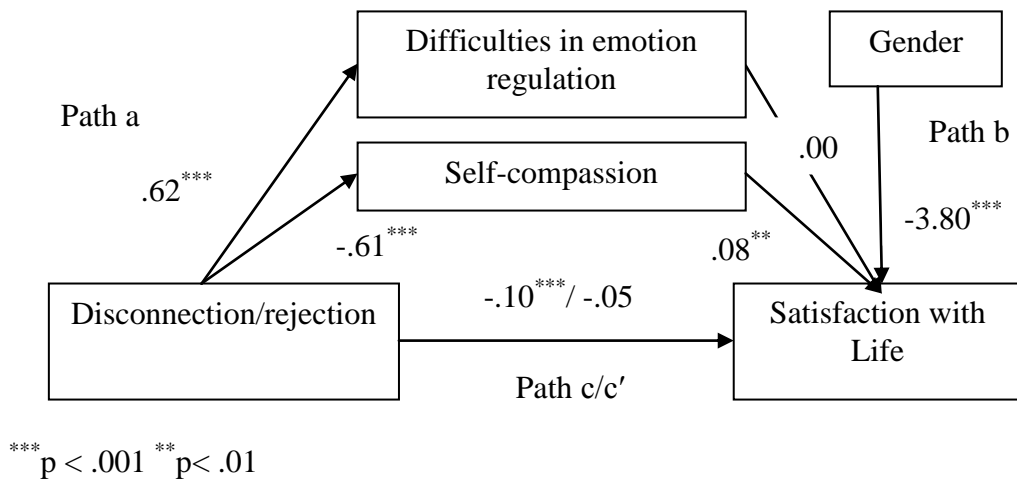 Difficulties in emotion
regulation
Gender
Path a
Path b
.00
Self-compassion
.62***
-3.80***
-.61***
.08**
-.10***/ -.05
Disconnection/rejection
Satisfaction with
Life
Path c/c′
***p < .001 **p< .01